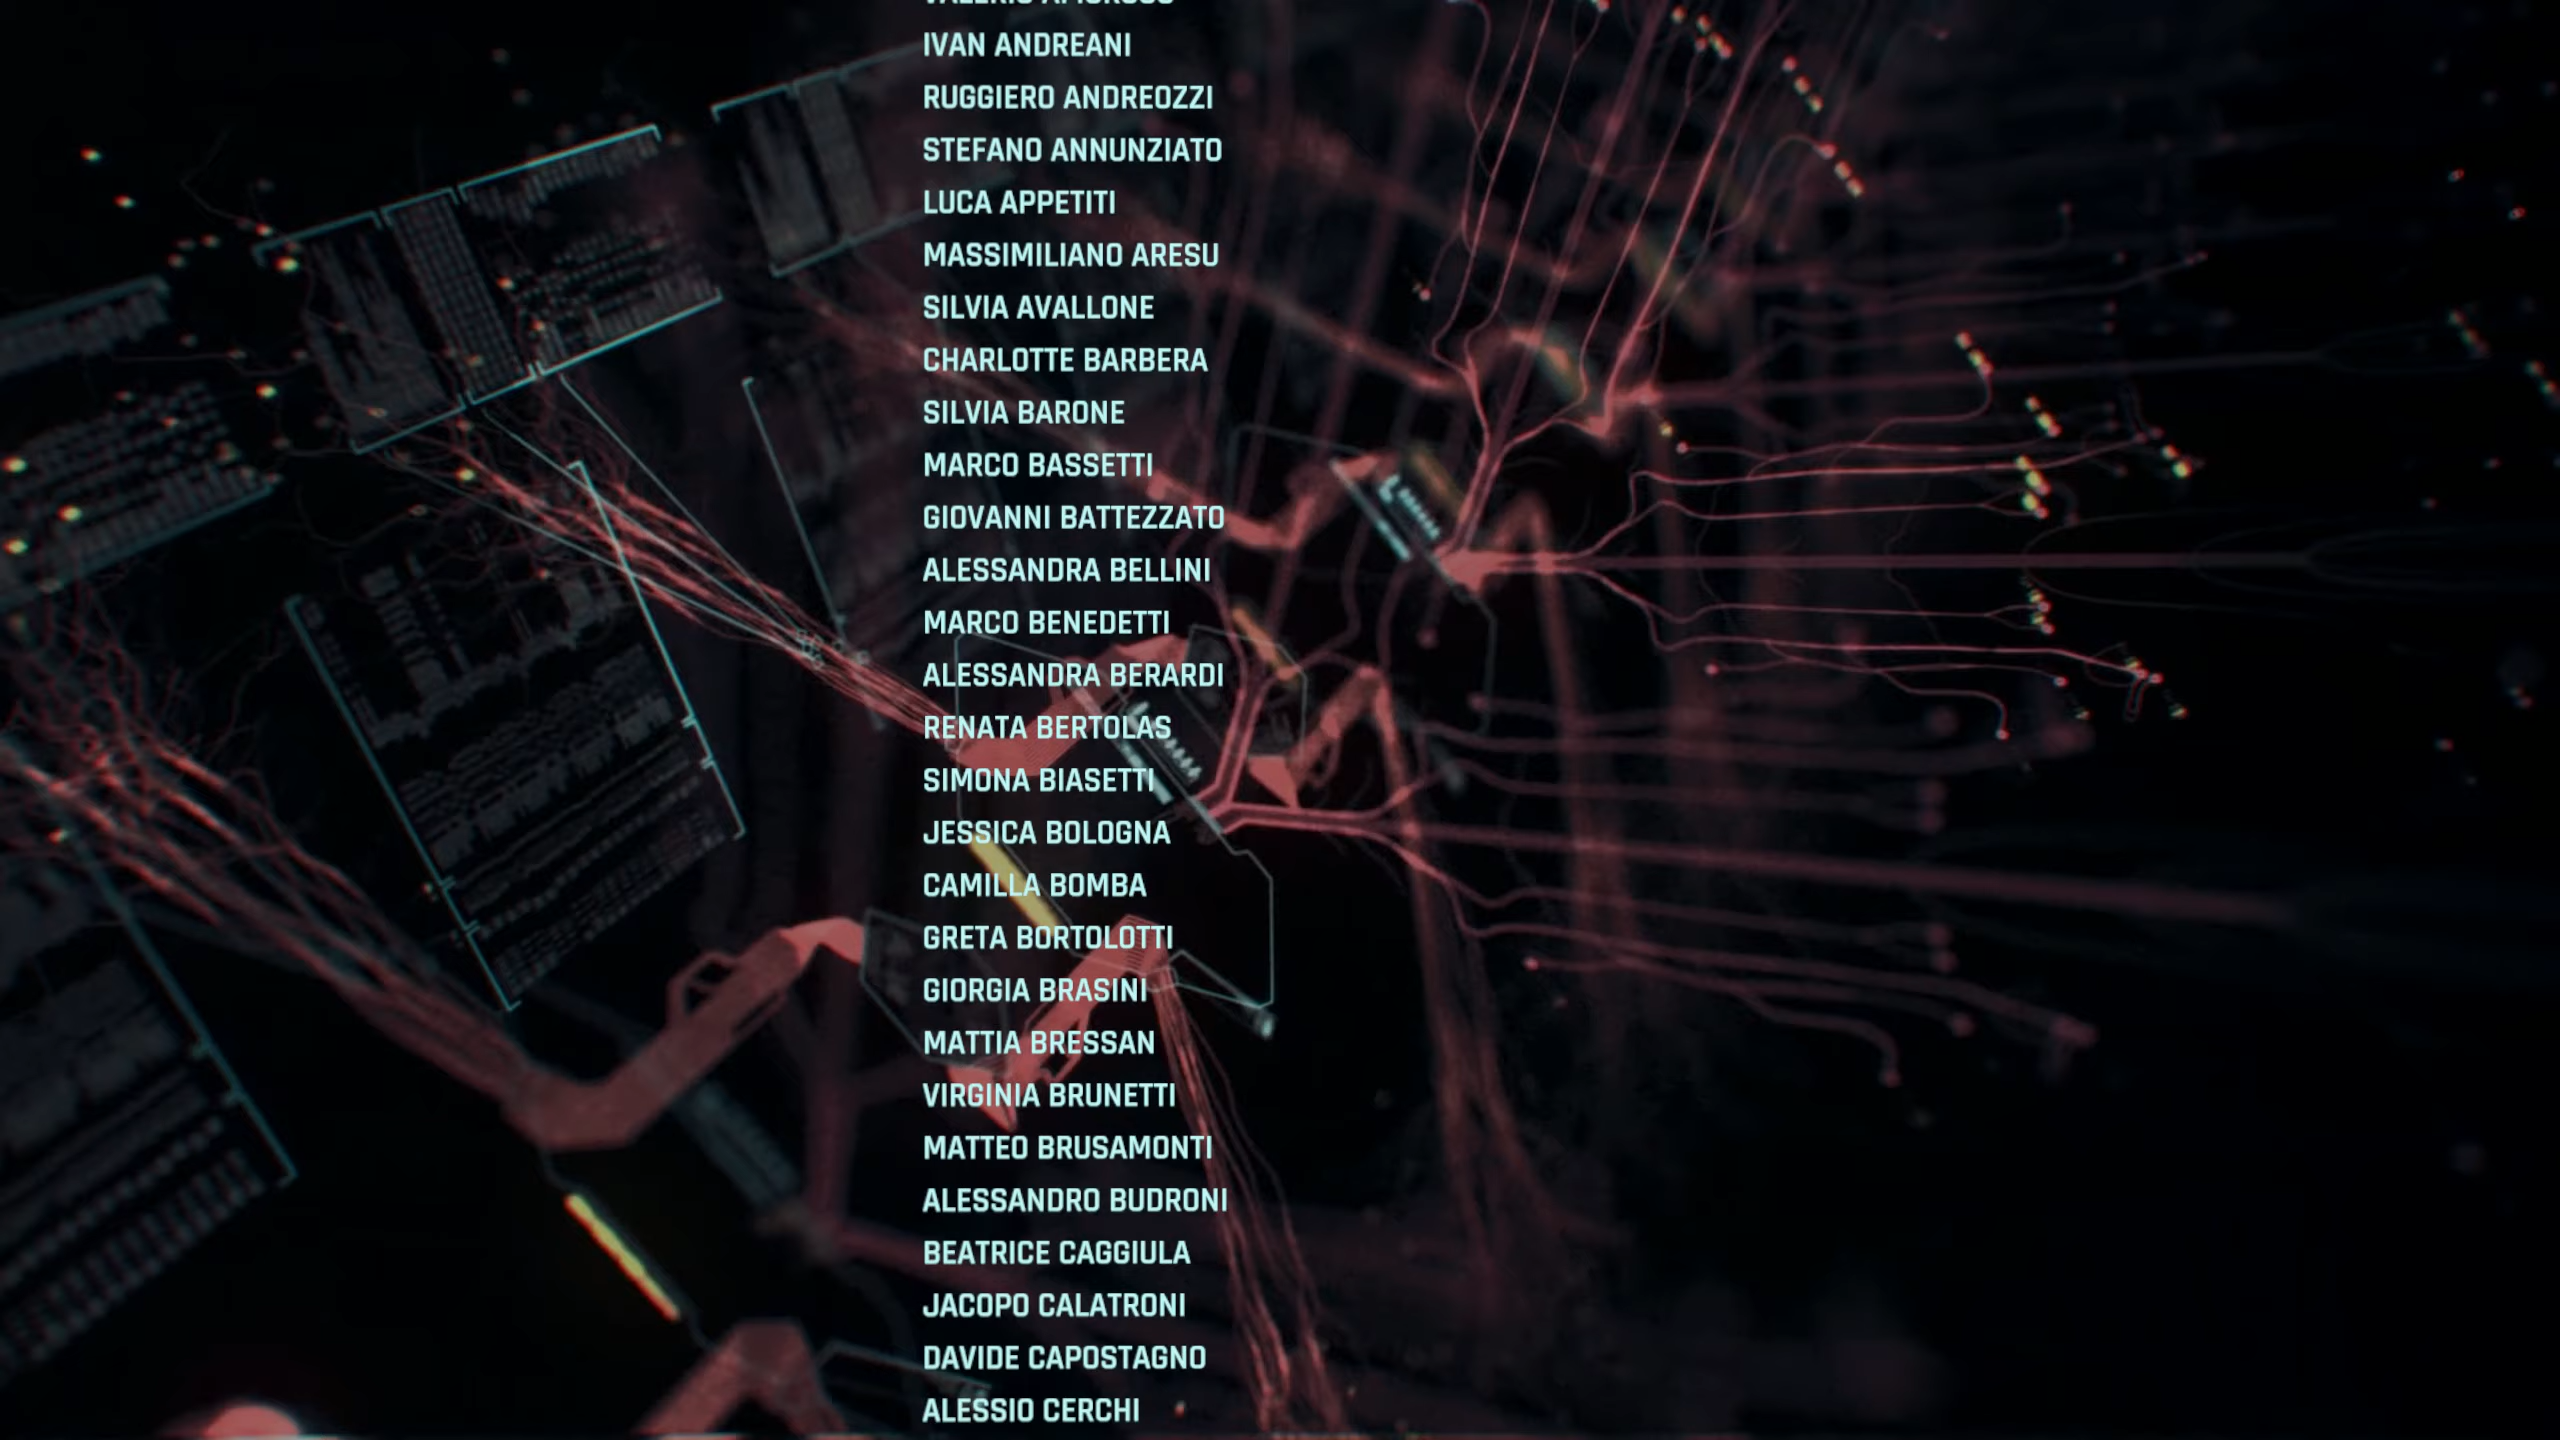 VALERIO AMOROSO
IVAN ANDREANI
RUGGIERO ANDREOZZI
STEFANO ANNUNZIATO
LUCA APPETITI
MASSIMILIANO ARESU
SILVIA AVALLONE
CHARLOTTE BARBERA
SILVIA BARONE
MARCO BASSETTI
GIOVANNI BATTEZZATO
ALESSANDRA BELLINI
MARCO BENEDETTI
ALESSANDRA BERARDI
RENATA BERTOLAS
SIMONA BIASETTI
JESSICA BOLOGNA
CAMILLA BOMBA
GRETA BORTOLOTTI
GIORGIA BRASINI
MATTIA BRESSAN
VIRGINIA BRUNETTI
MATTEO BRUSAMONTI
ALESSANDRO BUDRONI
BEATRICE CAGGIULA
JACOPO CALATRONI
DAVIDE CAPOSTAGNO
ALESSIO CERCHI